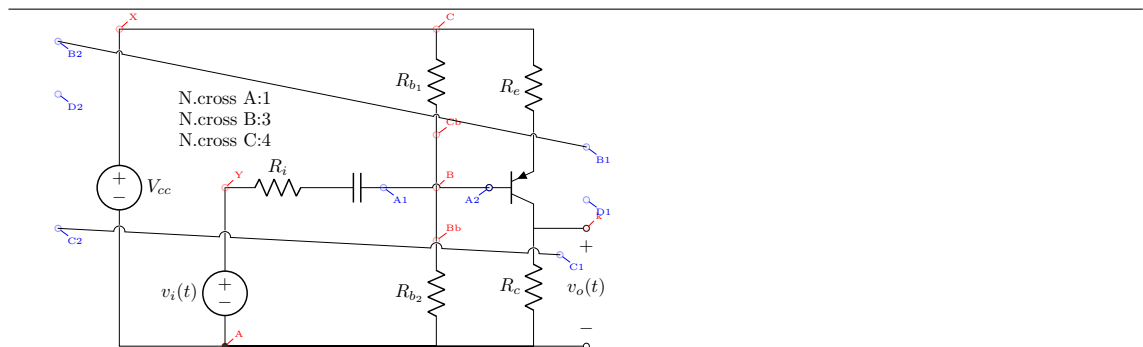 X
C
B2
R_{b_1}
R_e
D2
N.cross A:1
N.cross B:3
N.cross C:4
Cb
B1
R_i
Y
B
+
−
V_{cc}
A1
A2
D1
k
C2
Bb
+
C1
+
−
v_i(t)
R_{b_2}
R_c
v_o(t)
A
−